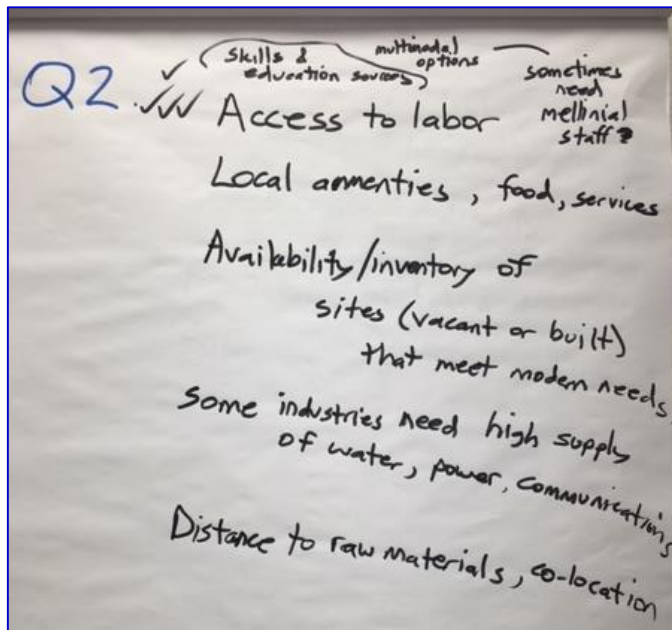 Q2
✓ (skills & education sources) multimodal options — sometimes need mellinial staff?
✓✓✓ Access to labor
Local ammenties, food, services
Availability/inventory of
sites (vacant or built)
that meet modern needs.
Some industries need high supply
of water, power, communications
Distance to raw materials, co-location